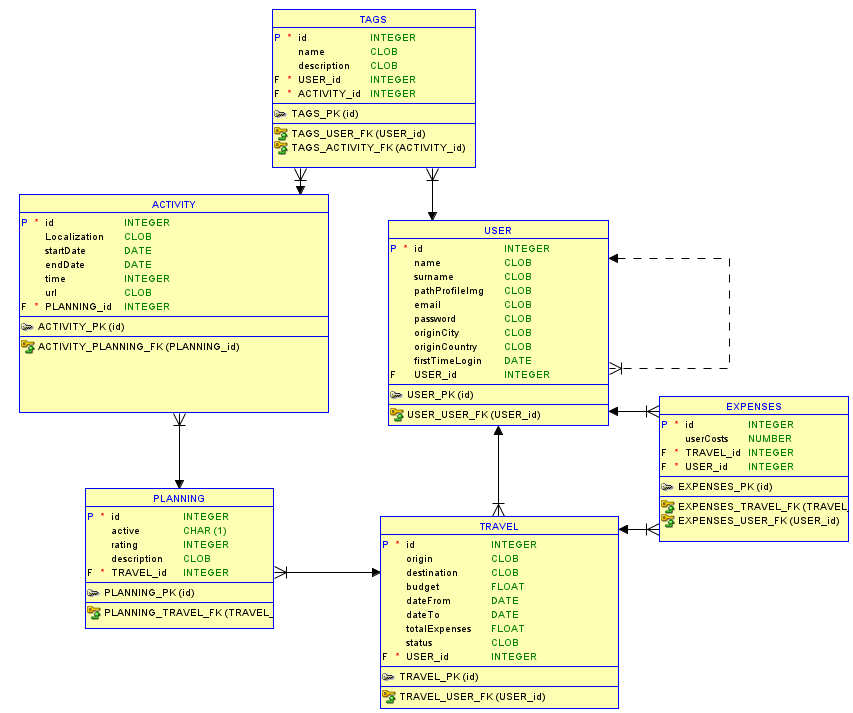 TAGS
P * id INTEGER
name CLOB
description CLOB
F * USER_id INTEGER
F * ACTIVITY_id INTEGER
TAGS_PK (id)
TAGS_USER_FK (USER_id)
TAGS_ACTIVITY_FK (ACTIVITY_id)
ACTIVITY
P * id INTEGER
Localization CLOB
startDate DATE
endDate DATE
time INTEGER
url CLOB
F * PLANNING_id INTEGER
ACTIVITY_PK (id)
ACTIVITY_PLANNING_FK (PLANNING_id)
USER
P * id INTEGER
name CLOB
surname CLOB
pathProfileImg CLOB
email CLOB
password CLOB
originCity CLOB
originCountry CLOB
firstTimeLogin DATE
F USER_id INTEGER
USER_PK (id)
USER_USER_FK (USER_id)
EXPENSES
P * id INTEGER
userCosts NUMBER
F * TRAVEL_id INTEGER
F * USER_id INTEGER
EXPENSES_PK (id)
EXPENSES_TRAVEL_FK (TRAVEL_
EXPENSES_USER_FK (USER_id)
PLANNING
P * id INTEGER
active CHAR (1)
rating INTEGER
description CLOB
F * TRAVEL_id INTEGER
PLANNING_PK (id)
PLANNING_TRAVEL_FK (TRAVEL_
TRAVEL
P * id INTEGER
origin CLOB
destination CLOB
budget FLOAT
dateFrom DATE
dateTo DATE
totalExpenses FLOAT
status CLOB
F * USER_id INTEGER
TRAVEL_PK (id)
TRAVEL_USER_FK (USER_id)